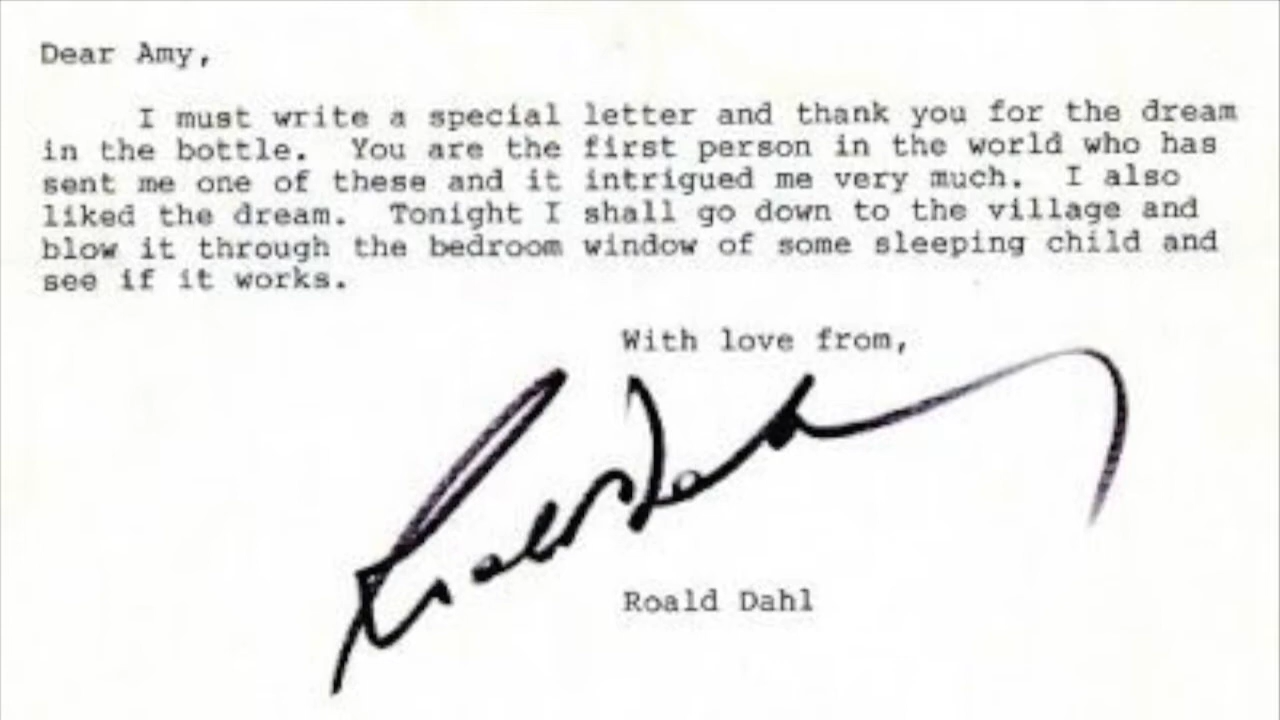 Dear Amy,
I must write a special letter and thank you for the dream
in the bottle. You are the first person in the world who has
sent me one of these and it intrigued me very much. I also
liked the dream. Tonight I shall go down to the village and
blow it through the bedroom window of some sleeping child and
see if it works.
With love from,
Roald Dahl
Roald Dahl